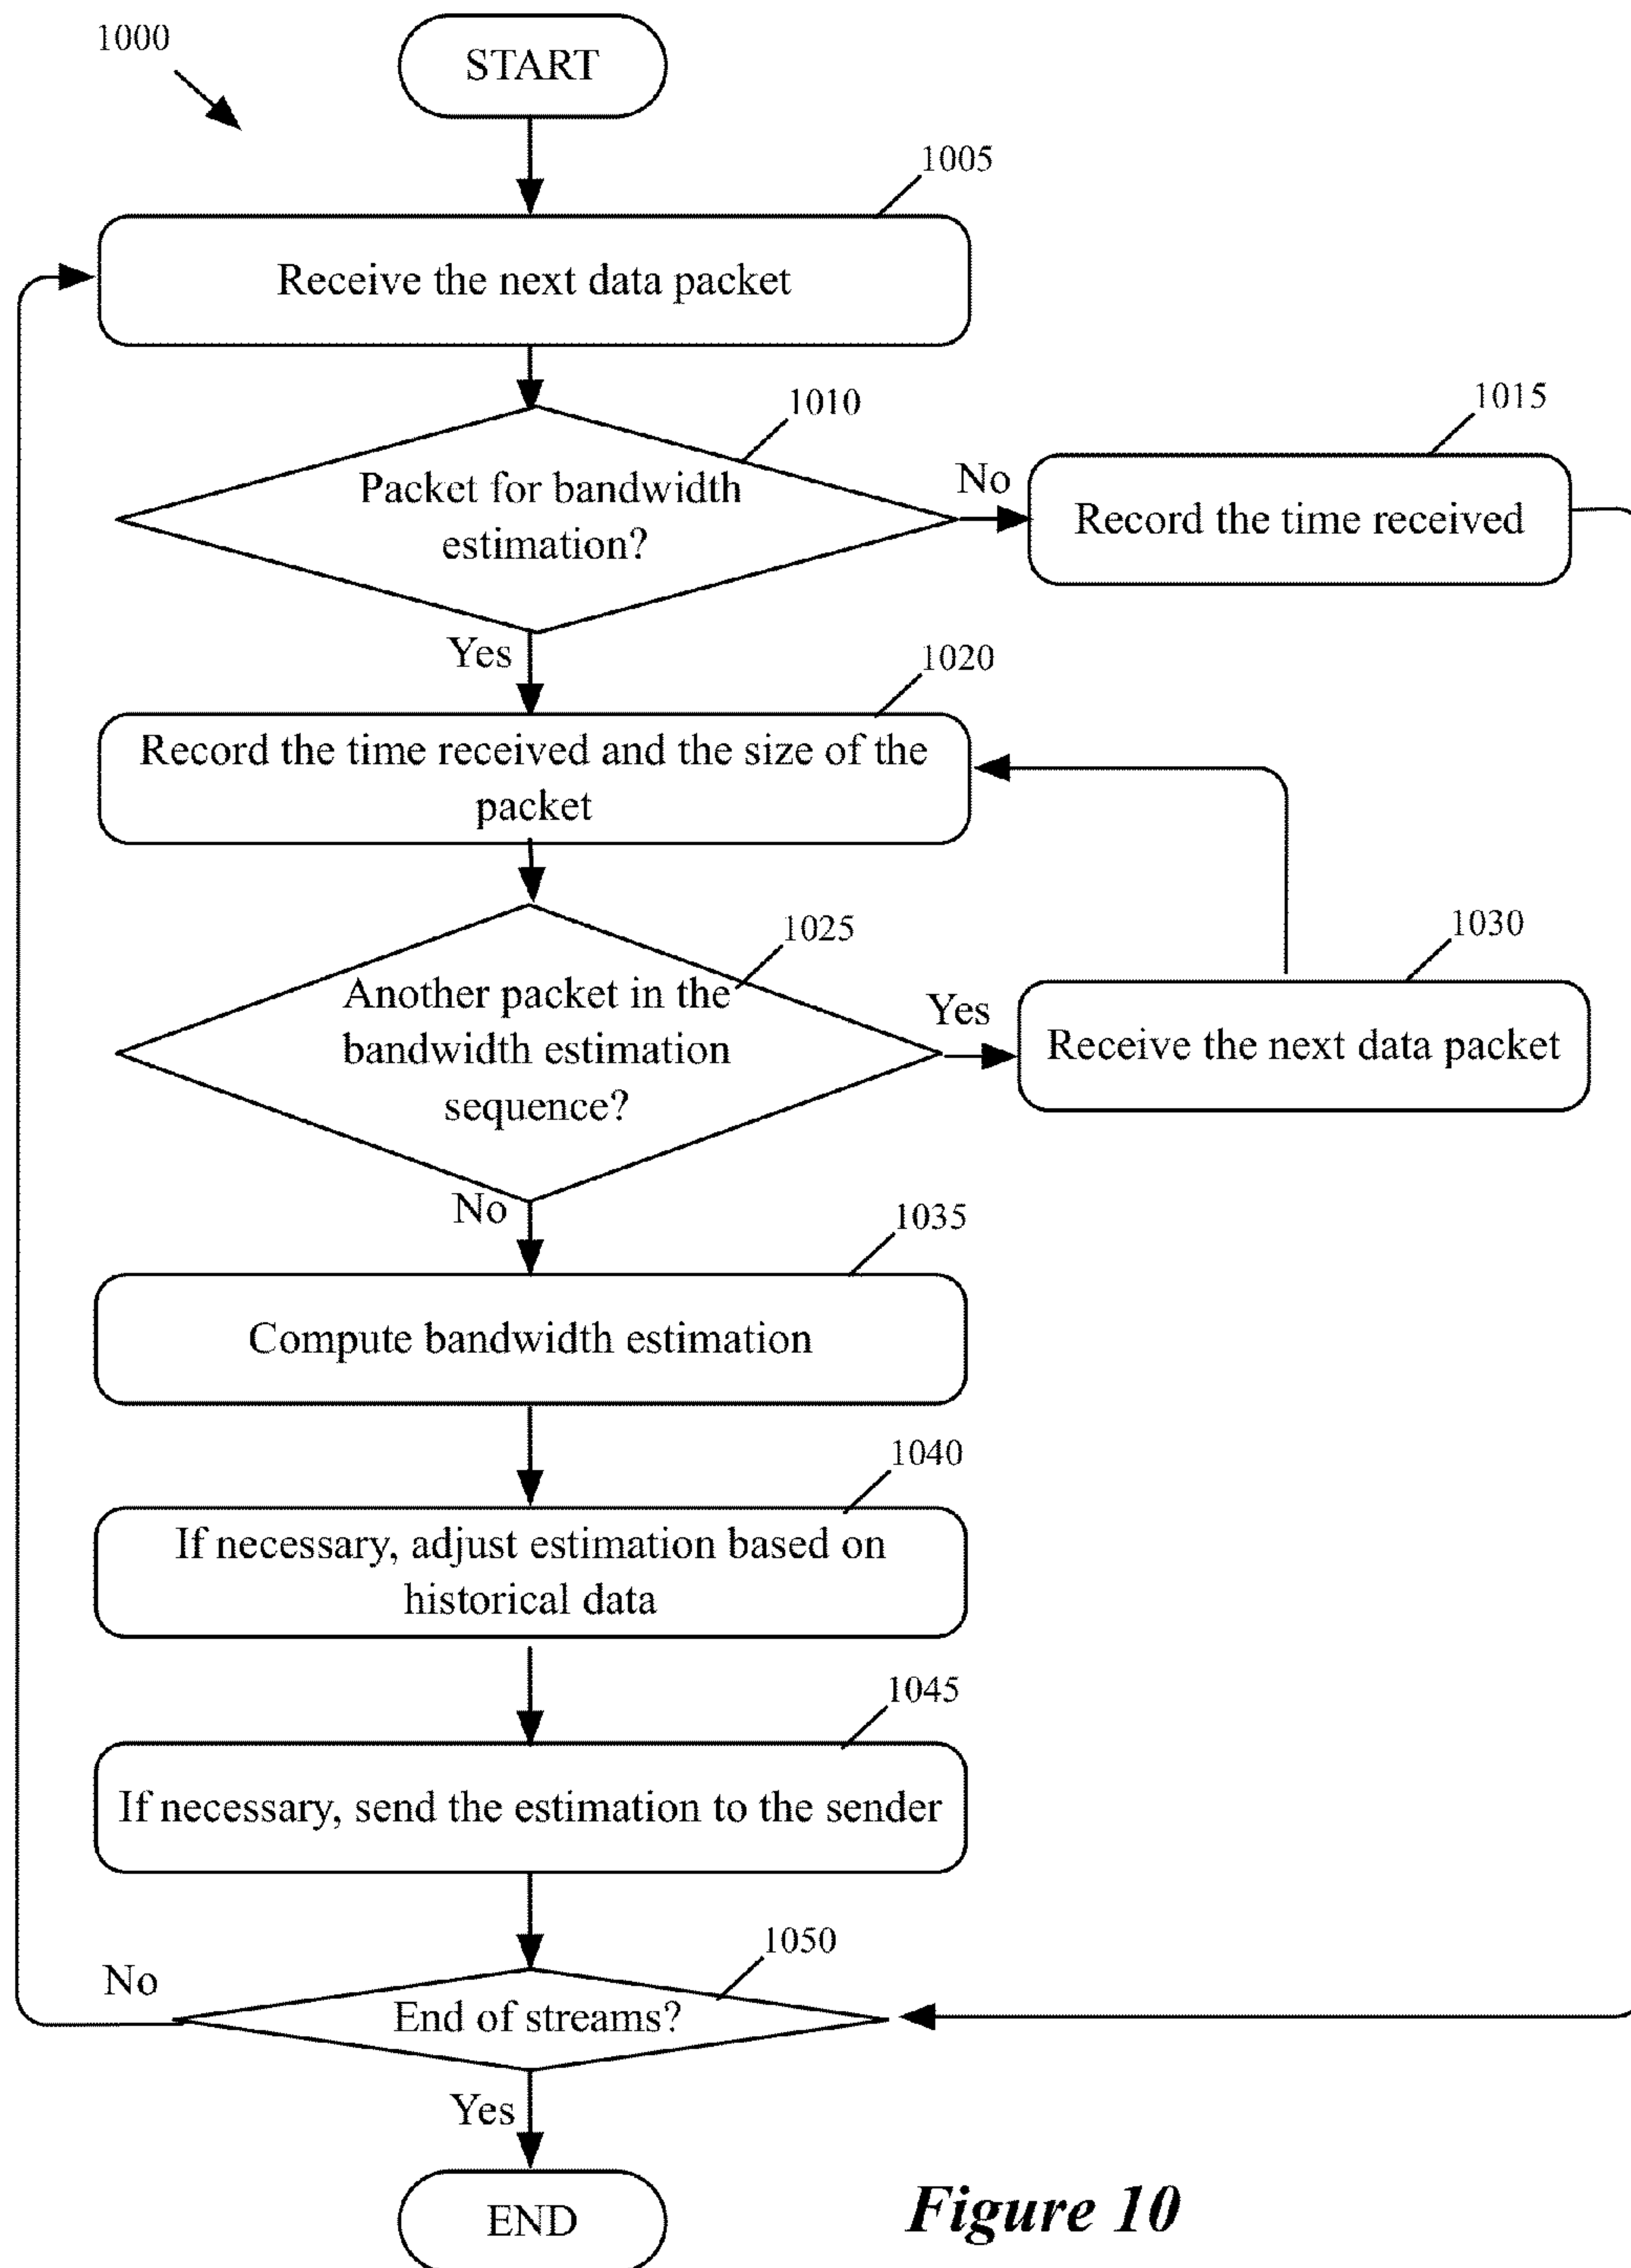 1000
START
1005
Receive the next data packet
1010
Packet for bandwidth
estimation?
No
1015
Record the time received
Yes
1020
Record the time received and the size of the
packet
1025
Another packet in the
bandwidth estimation
sequence?
Yes
1030
Receive the next data packet
No
1035
Compute bandwidth estimation
1040
If necessary, adjust estimation based on
historical data
1045
If necessary, send the estimation to the sender
1050
No
End of streams?
Yes
END
Figure 10